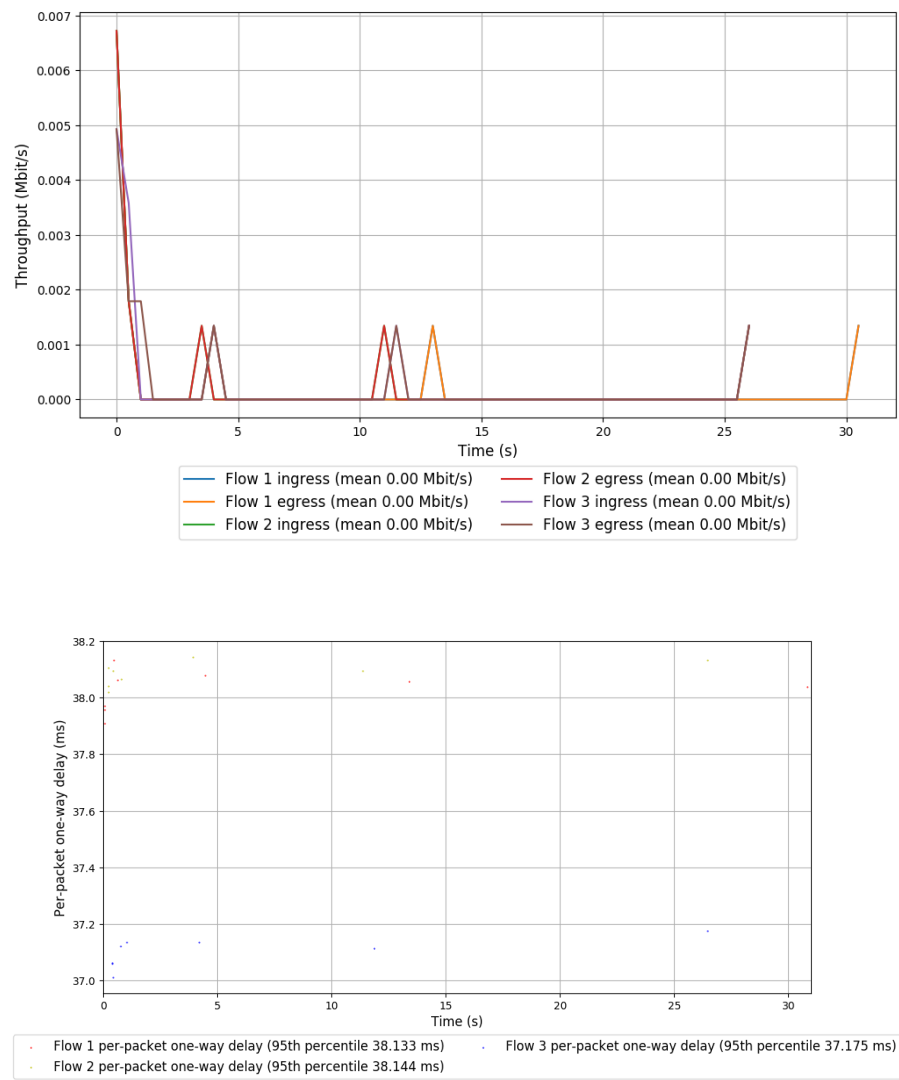 0.007
0.006
0.005
0.004
0.003
0.002
0.001
0.000
Throughput (Mbit/s)
0 5 10 15 20 25 30
Time (s)
Flow 1 ingress (mean 0.00 Mbit/s) Flow 2 egress (mean 0.00 Mbit/s)
Flow 1 egress (mean 0.00 Mbit/s) Flow 3 ingress (mean 0.00 Mbit/s)
Flow 2 ingress (mean 0.00 Mbit/s) Flow 3 egress (mean 0.00 Mbit/s)
38.2
38.0
37.8
37.6
37.4
37.2
37.0
Per-packet one-way delay (ms)
0 5 10 15 20 25 30
Time (s)
Flow 1 per-packet one-way delay (95th percentile 38.133 ms) Flow 3 per-packet one-way delay (95th percentile 37.175 ms)
Flow 2 per-packet one-way delay (95th percentile 38.144 ms)